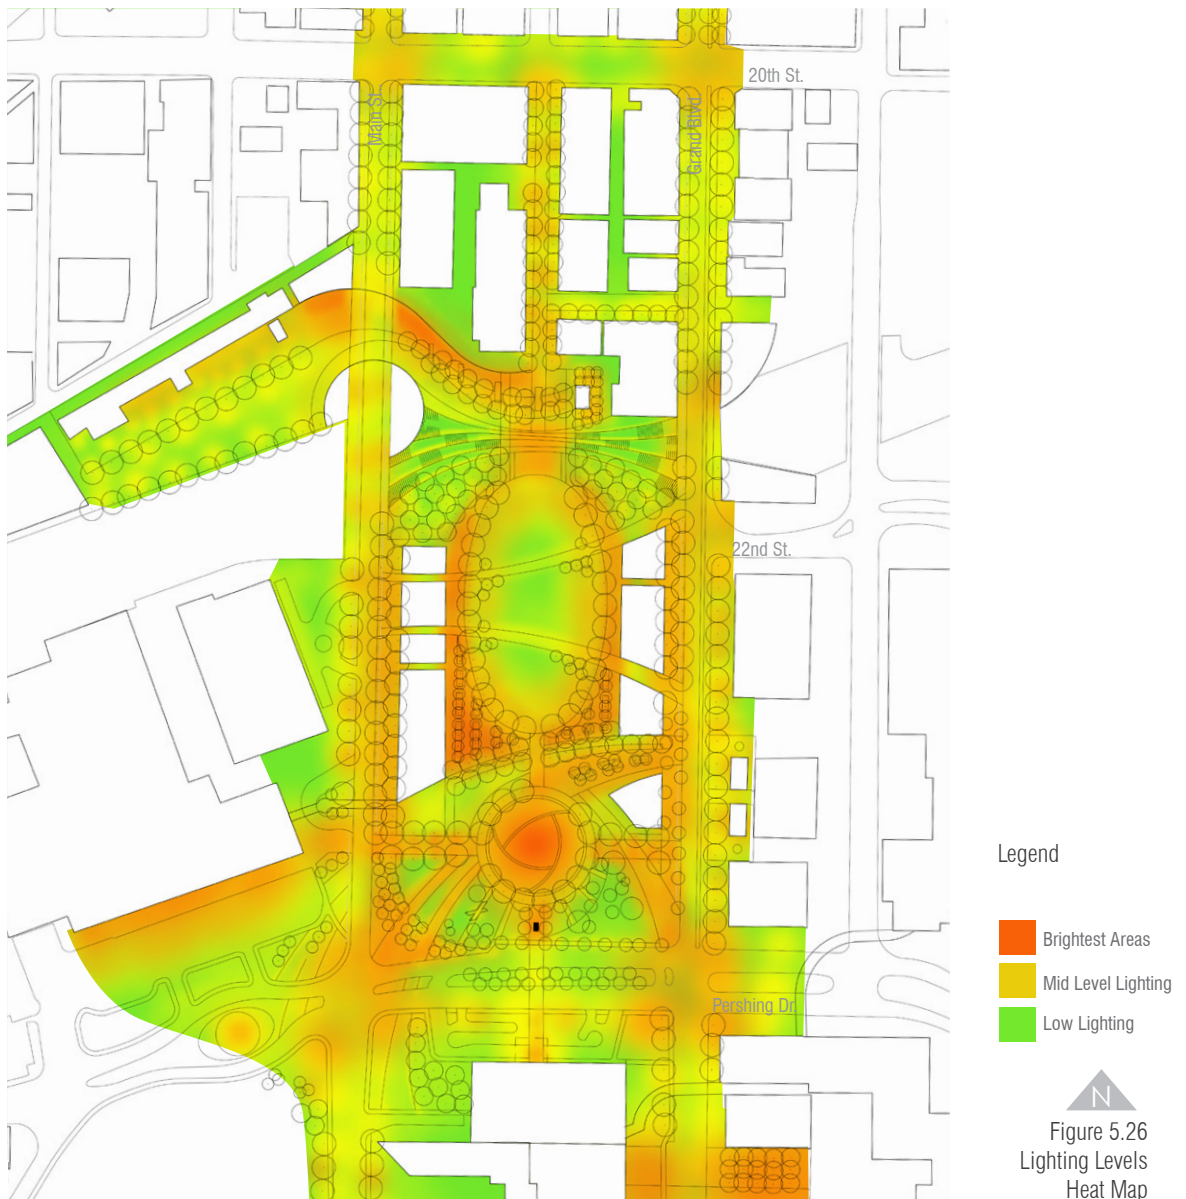 20th St.
Main St.
Grand Blvd.
22nd St.
Legend
Brightest Areas
Mid Level Lighting
Pershing Dr.
Low Lighting
N
Figure 5.26
Lighting Levels
Heat Map